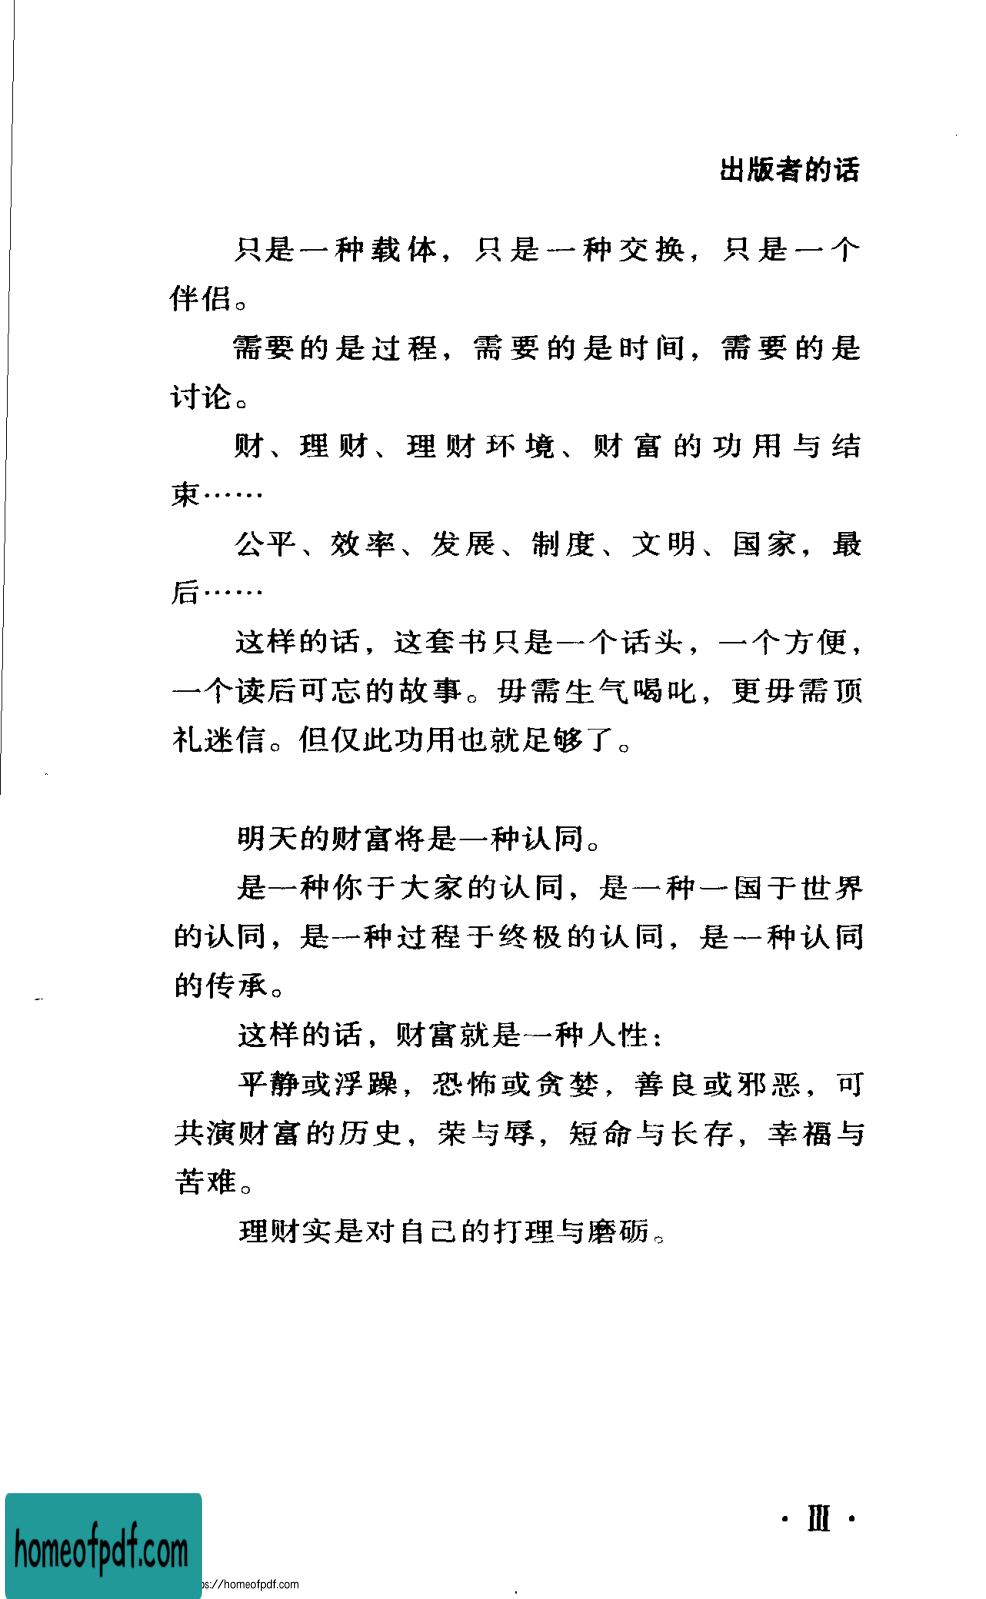 出版者的话
只是一种载体，只是一种交换，只是一个
伴侣。
需要的是过程，需要的是时间，需要的是
讨论。
财、理财、理财环境、财富的功用与结
束……
公平、效率、发展、制度、文明、国家，最
后……
这样的话，这套书只是一个话头，一个方便，
一个读后可忘的故事。毋需生气喝叱，更毋需顶
礼迷信。但仅此功用也就足够了。
明天的财富将是一种认同。
是一种你于大家的认同，是一种一国于世界
的认同，是一种过程于终极的认同，是一种认同
的传承。
这样的话，财富就是一种人性：
平静或浮躁，恐怖或贪婪，善良或邪恶，可
共演财富的历史，荣与辱，短命与长存，幸福与
苦难。
理财实是对自己的打理与磨砺。
· III ·
homeofpdf.com
ps://homeofpdf.com